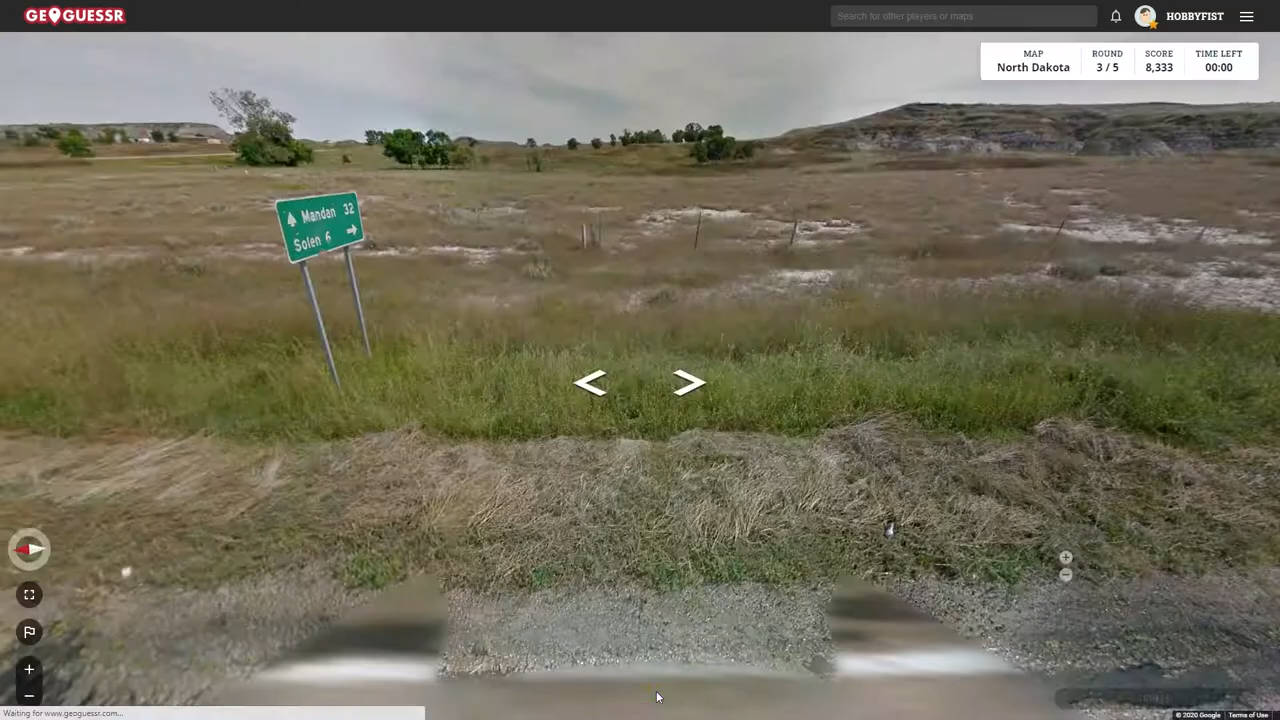 GEOGUESSR
Search for other players or maps
HOBBYFIST
MAP
North Dakota
ROUND
3 / 5
SCORE
8,333
TIME LEFT
00:00
Mandan 32
Solen 6
Waiting for www.geoguessr.com...
© 2020 Google
Terms of Use